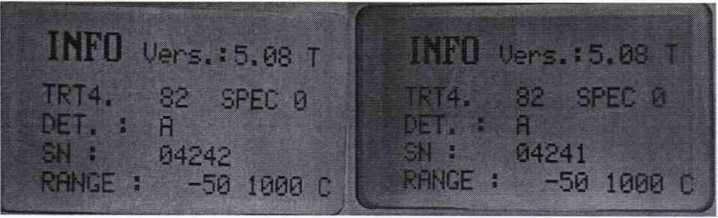 INFO Vers.:5.08 T
TRT4. 82 SPEC 0
DET. : A
SN : 04242
RANGE : -50 1000 C
INFO Vers.:5.08 T
TRT4. 82 SPEC 0
DET. : A
SN : 04241
RANGE : -50 1000 C